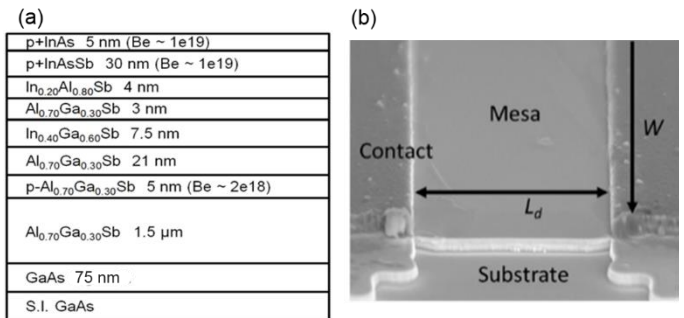 (a)
p+InAs 5 nm (Be ~ 1e19)
p+InAsSb 30 nm (Be ~ 1e19)
In0.20Al0.80Sb 4 nm
Al0.70Ga0.30Sb 3 nm
In0.40Ga0.60Sb 7.5 nm
Al0.70Ga0.30Sb 21 nm
p-Al0.70Ga0.30Sb 5 nm (Be ~ 2e18)
Al0.70Ga0.30Sb 1.5 μm
GaAs 75 nm
S.I. GaAs
(b)
Mesa
W
Contact
Ld
Substrate